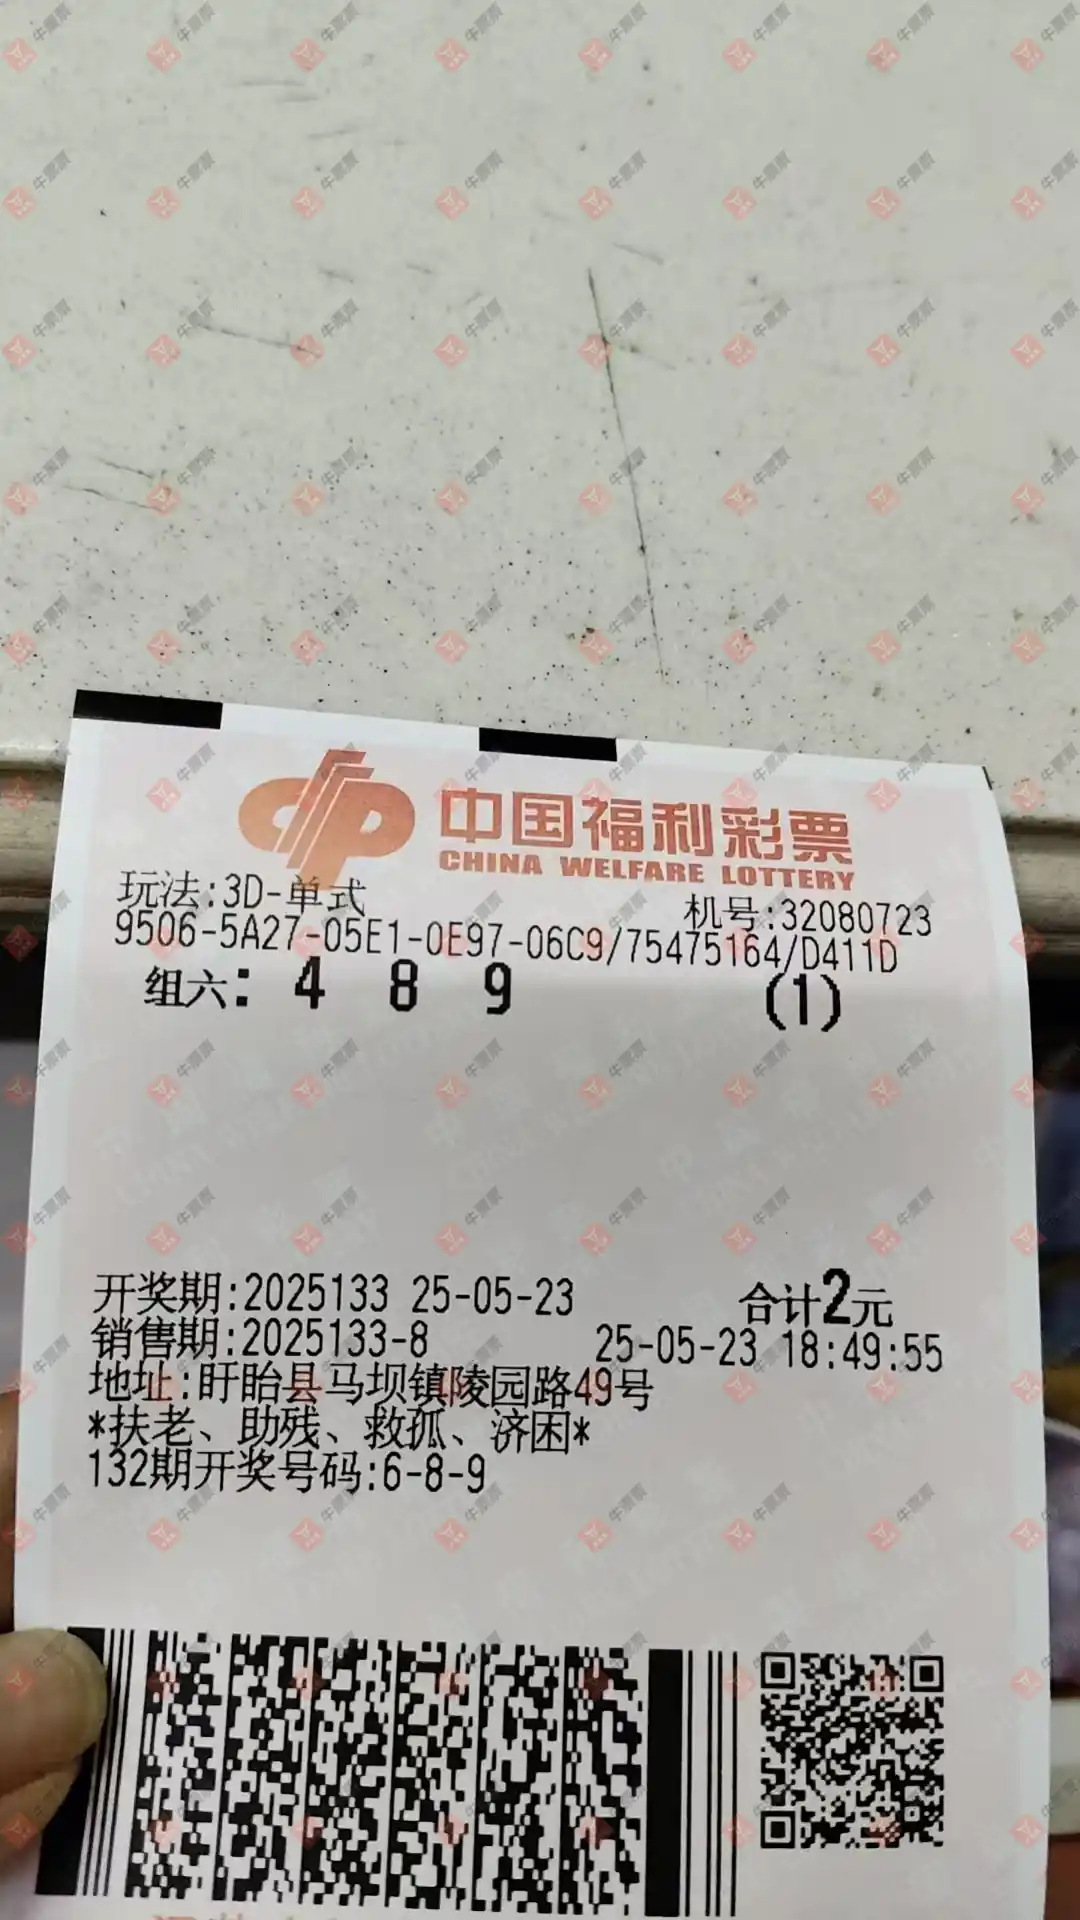 中国福利彩票
CHINA WELFARE LOTTERY
玩法:3D-单式
机号:32080723
9506-5A27-05E1-0E97-06C9/75475164/D411D
组六: 4 8 9 (1)
开奖期:2025133 25-05-23 合计2元
销售期:2025133-8 25-05-23 18:49:55
地址:盱眙县马坝镇陵园路49号
*扶老、助残、救孤、济困*
132期开奖号码:6-8-9
牛票票